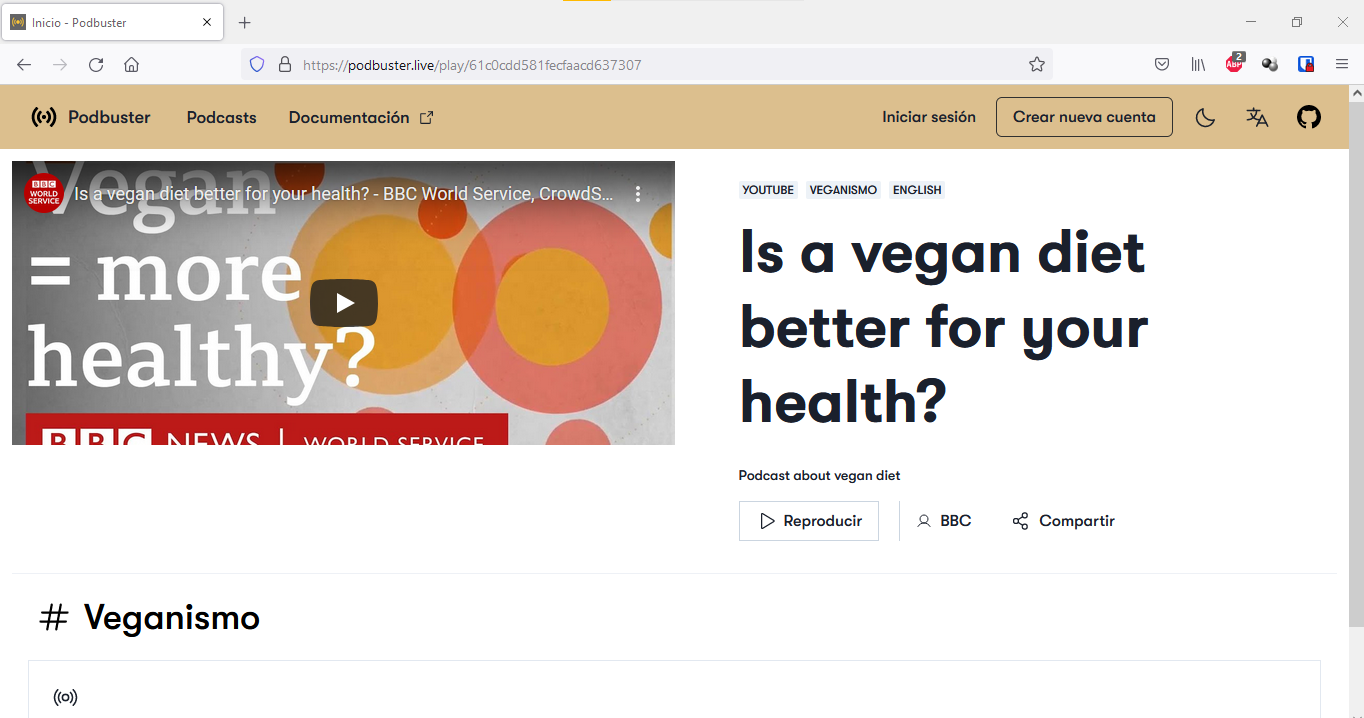 Inicio - Podbuster
https://podbuster.live/play/61c0cdd581fecfaacd637307
ABP
2
Podbuster
Podcasts
Documentación
Iniciar sesión
Crear nueva cuenta
BBC
WORLD
SERVICE
Is a vegan diet better for your health? - BBC World Service, CrowdS...
Vegan
= more
healthy?
BBC NEWS | WORLD SERVICE
YOUTUBE
VEGANISMO
ENGLISH
Is a vegan diet
better for your
health?
Podcast about vegan diet
Reproducir
BBC
Compartir
# Veganismo